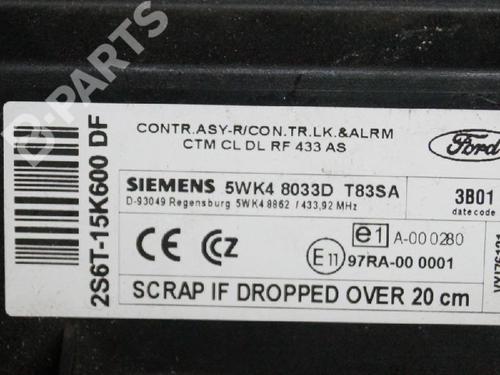 B-PARTS
CONTR.ASY-R/CON.TR.LK.&ALRM
CTM CL DL RF 433 AS
Ford
SIEMENS 5WK4 8033D T83SA
D-93049 Regensburg 5WK4 8862 / 433,92 MHz
3B01
date code
2S6T-15K600 DF
CE CZ
e1 A-000280
E11 97RA-00 0001
SCRAP IF DROPPED OVER 20 cm